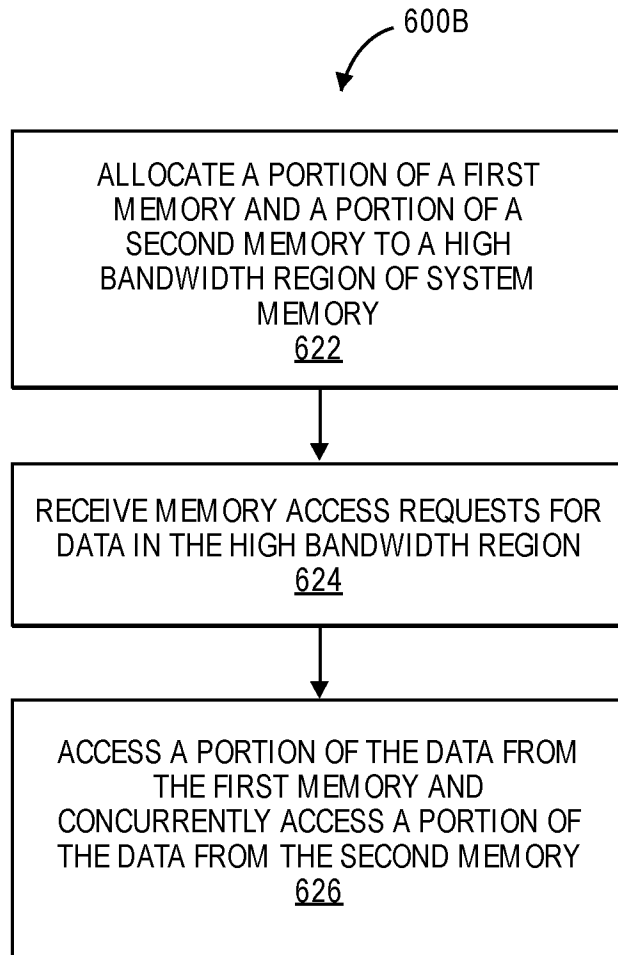 600B
ALLOCATE A PORTION OF A FIRST
MEMORY AND A PORTION OF A
SECOND MEMORY TO A HIGH
BANDWIDTH REGION OF SYSTEM
MEMORY
622
RECEIVE MEMORY ACCESS REQUESTS FOR
DATA IN THE HIGH BANDWIDTH REGION
624
ACCESS A PORTION OF THE DATA FROM
THE FIRST MEMORY AND
CONCURRENTLY ACCESS A PORTION OF
THE DATA FROM THE SECOND MEMORY
626